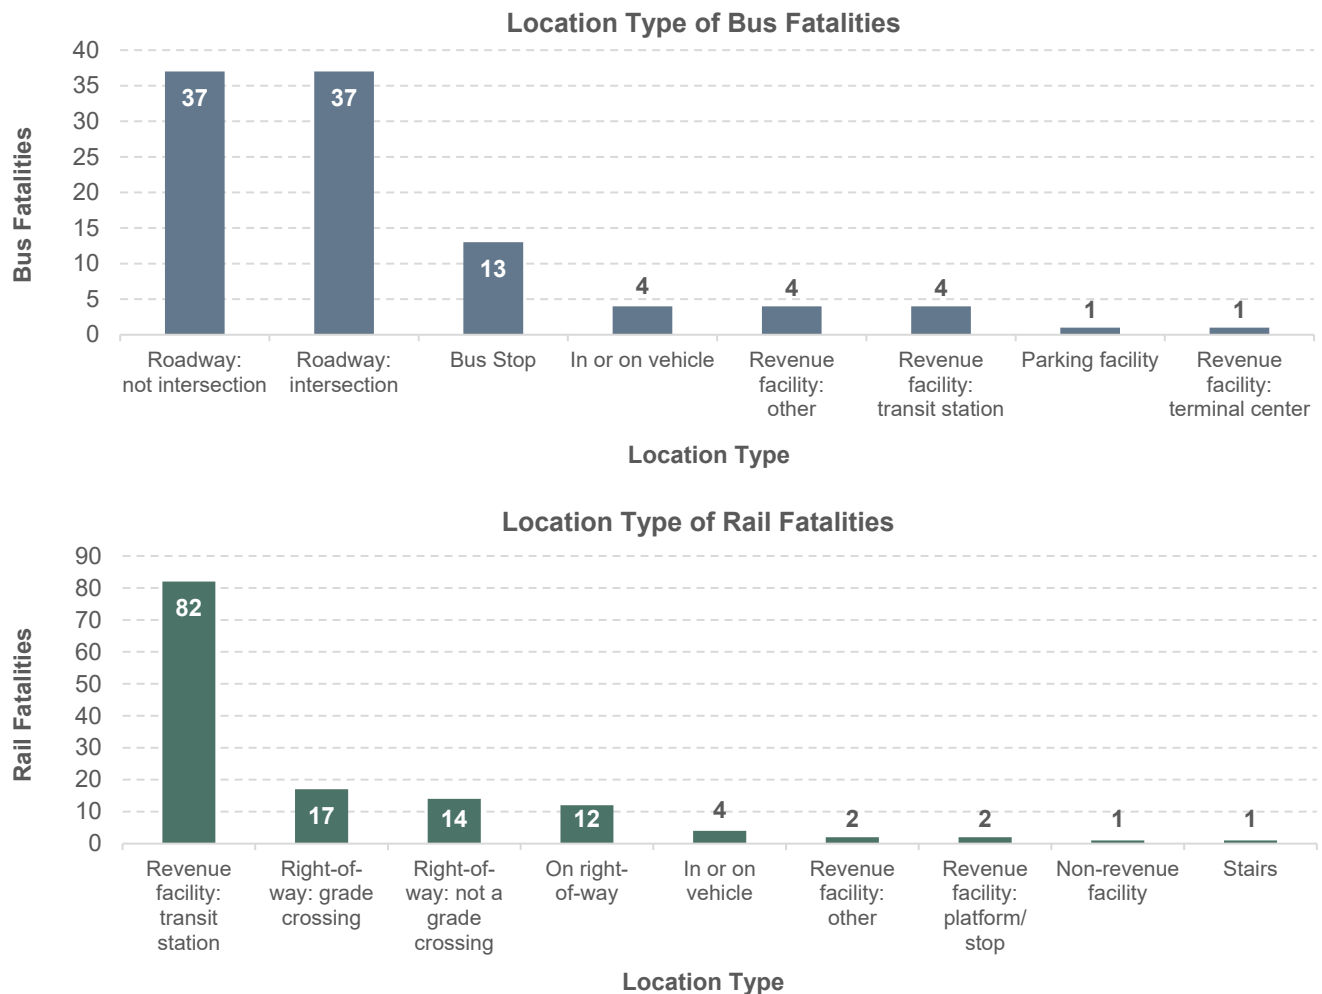 Location Type of Bus Fatalities
Bus Fatalities
40
35
30
25
20
15
10
5
0
37
37
13
4
4
4
1
1
Roadway:
not intersection
Roadway:
intersection
Bus Stop
In or on vehicle
Revenue
facility:
other
Revenue
facility:
transit station
Parking facility
Revenue
facility:
terminal center
Location Type
Location Type of Rail Fatalities
Rail Fatalities
90
80
70
60
50
40
30
20
10
0
82
17
14
12
4
2
2
1
1
Revenue
facility:
transit
station
Right-of-
way: grade
crossing
Right-of-
way: not a
grade
crossing
On right-
of-way
In or on
vehicle
Revenue
facility:
other
Revenue
facility:
platform/
stop
Non-revenue
facility
Stairs
Location Type